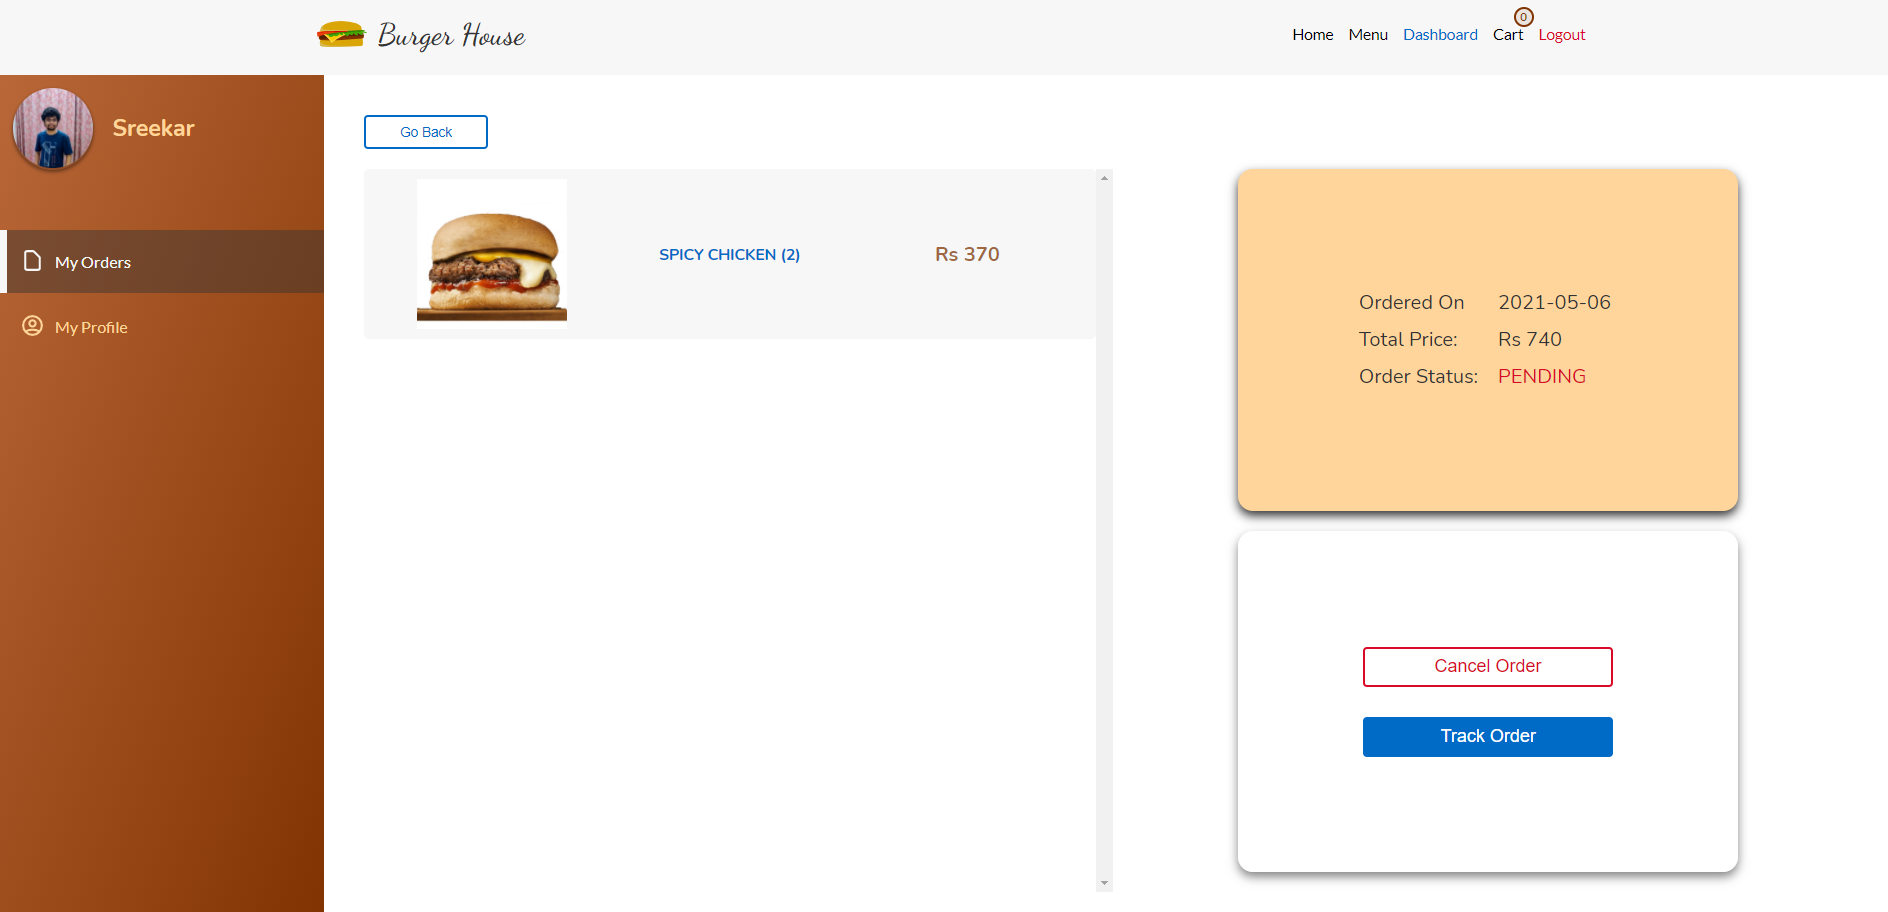 Burger House
Home Menu Dashboard Cart 0 Logout
Sreekar
My Orders
My Profile
Go Back
SPICY CHICKEN (2) Rs 370
Ordered On 2021-05-06
Total Price: Rs 740
Order Status: PENDING
Cancel Order
Track Order